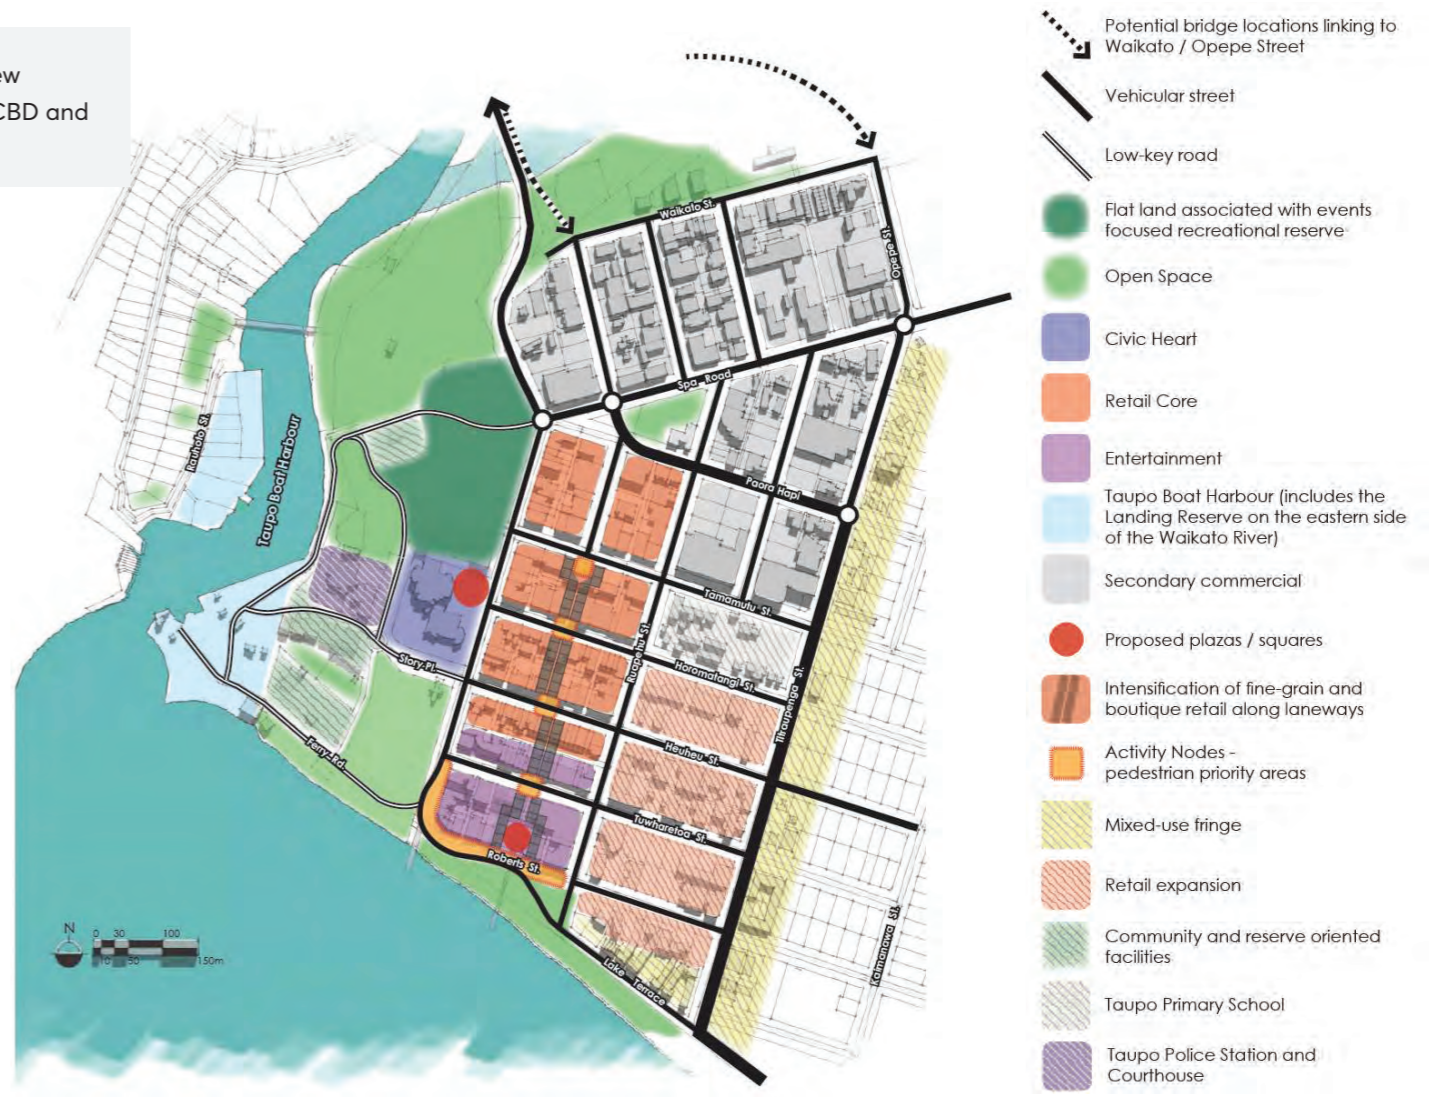 ew
CBD and
Waikato St.
Opepe St.
Spa Road
Rauhoto St.
Taupo Boat Harbour
Paora Hapi
Tamamutu St.
Ruapehu St.
Story Pl.
Horomatangi St.
Titiraupenga St.
Heuheu St.
Ferry Rd.
Tuwharetoa St.
Roberts St.
Kaimanawa St.
Lake Terrace
N
0 30 100
10 50 150m
Potential bridge locations linking to
Waikato / Opepe Street
Vehicular street
Low-key road
Flat land associated with events
focused recreational reserve
Open Space
Civic Heart
Retail Core
Entertainment
Taupo Boat Harbour (includes the
Landing Reserve on the eastern side
of the Waikato River)
Secondary commercial
Proposed plazas / squares
Intensification of fine-grain and
boutique retail along laneways
Activity Nodes -
pedestrian priority areas
Mixed-use fringe
Retail expansion
Community and reserve oriented
facilities
Taupo Primary School
Taupo Police Station and
Courthouse